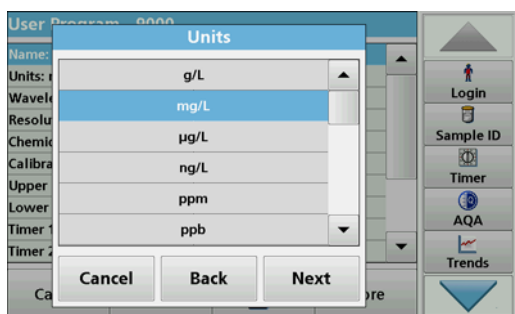 User Program 9000
Units
Name:
Units:
g/L
mg/L
µg/L
ng/L
ppm
ppb
Resolu
Chemic
Calibra
Upper
Lower
Timer 1
Timer 2
Cancel
Back
Next
Ca
ore
Login
Sample ID
Timer
AQA
Trends